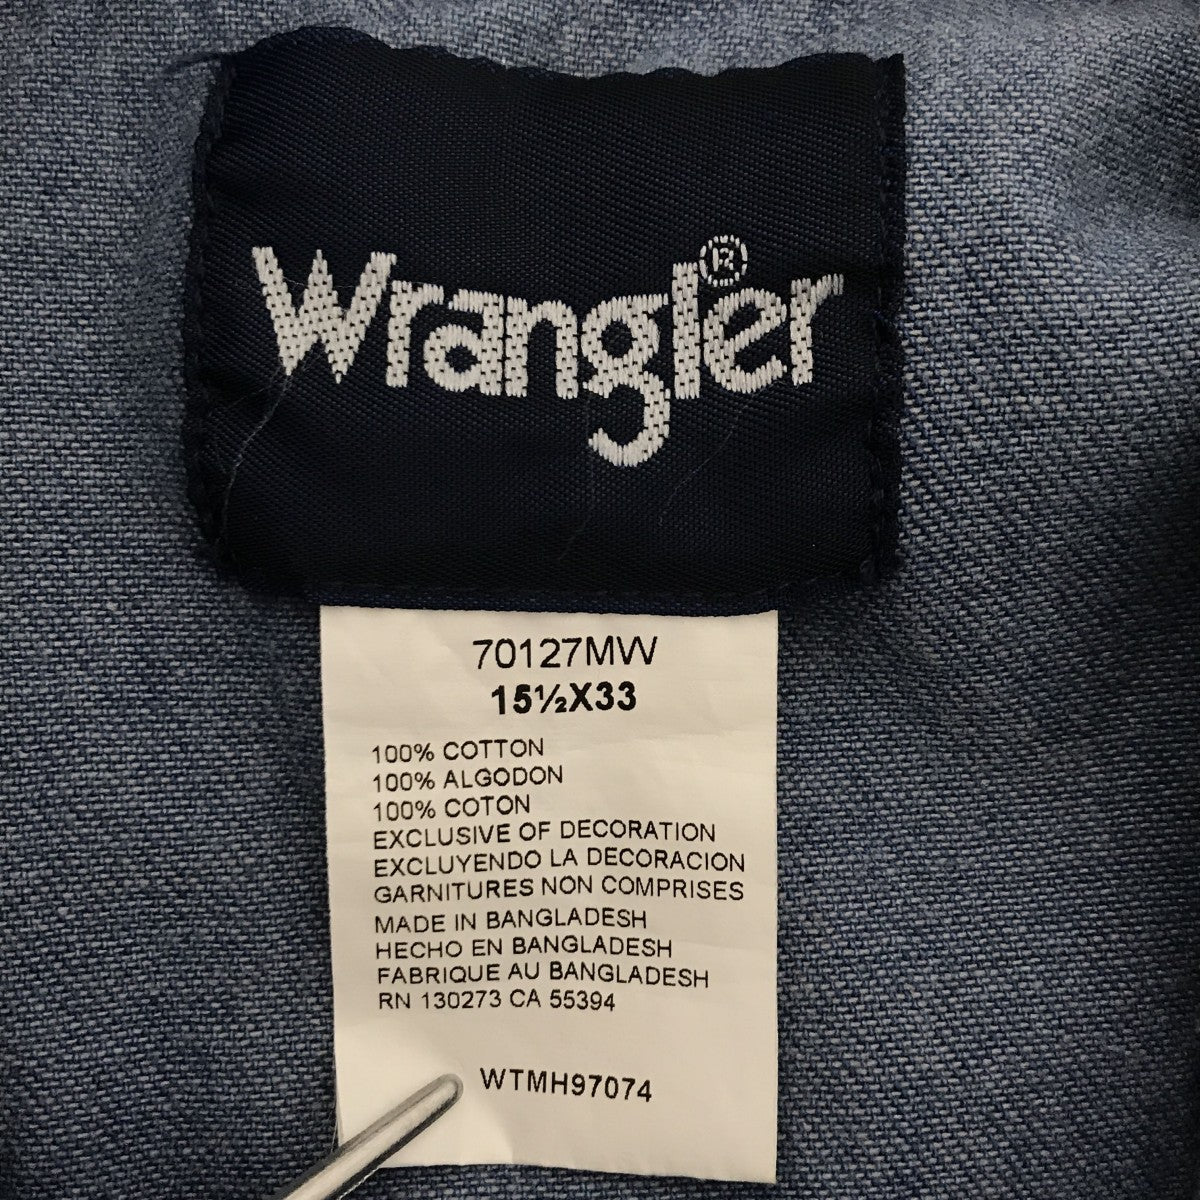 Wrangler®
70127MW
15½X33
100% COTTON
100% ALGODON
100% COTON
EXCLUSIVE OF DECORATION
EXCLUYENDO LA DECORACION
GARNITURES NON COMPRISES
MADE IN BANGLADESH
HECHO EN BANGLADESH
FABRIQUE AU BANGLADESH
RN 130273 CA 55394
WTMH97074